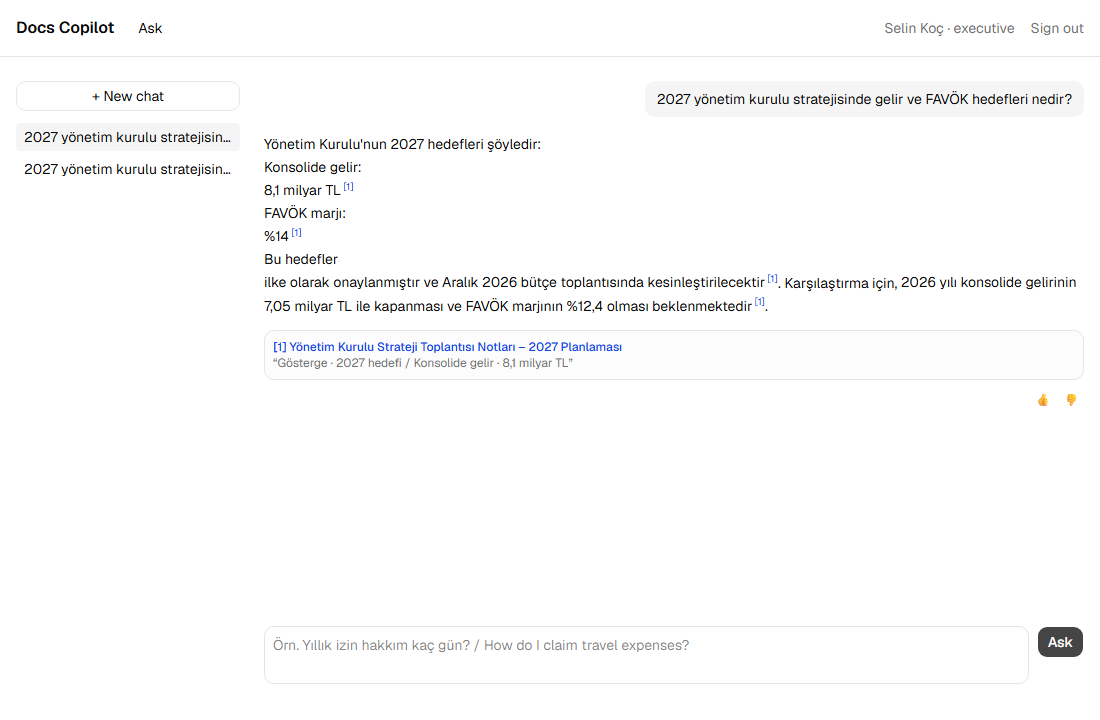 Docs Copilot Ask Selin Koç · executive Sign out
+ New chat
2027 yönetim kurulu stratejisin...
2027 yönetim kurulu stratejisin...
2027 yönetim kurulu stratejisinde gelir ve FAVÖK hedefleri nedir?
Yönetim Kurulu'nun 2027 hedefleri şöyledir:
Konsolide gelir:
8,1 milyar TL [1]
FAVÖK marjı:
%14 [1]
Bu hedefler
ilke olarak onaylanmıştır ve Aralık 2026 bütçe toplantısında kesinleştirilecektir [1]. Karşılaştırma için, 2026 yılı konsolide gelirinin
7,05 milyar TL ile kapanması ve FAVÖK marjının %12,4 olması beklenmektedir [1].
[1] Yönetim Kurulu Strateji Toplantısı Notları – 2027 Planlaması
“Gösterge · 2027 hedefi / Konsolide gelir · 8,1 milyar TL”
Örn. Yıllık izin hakkım kaç gün? / How do I claim travel expenses?
Ask